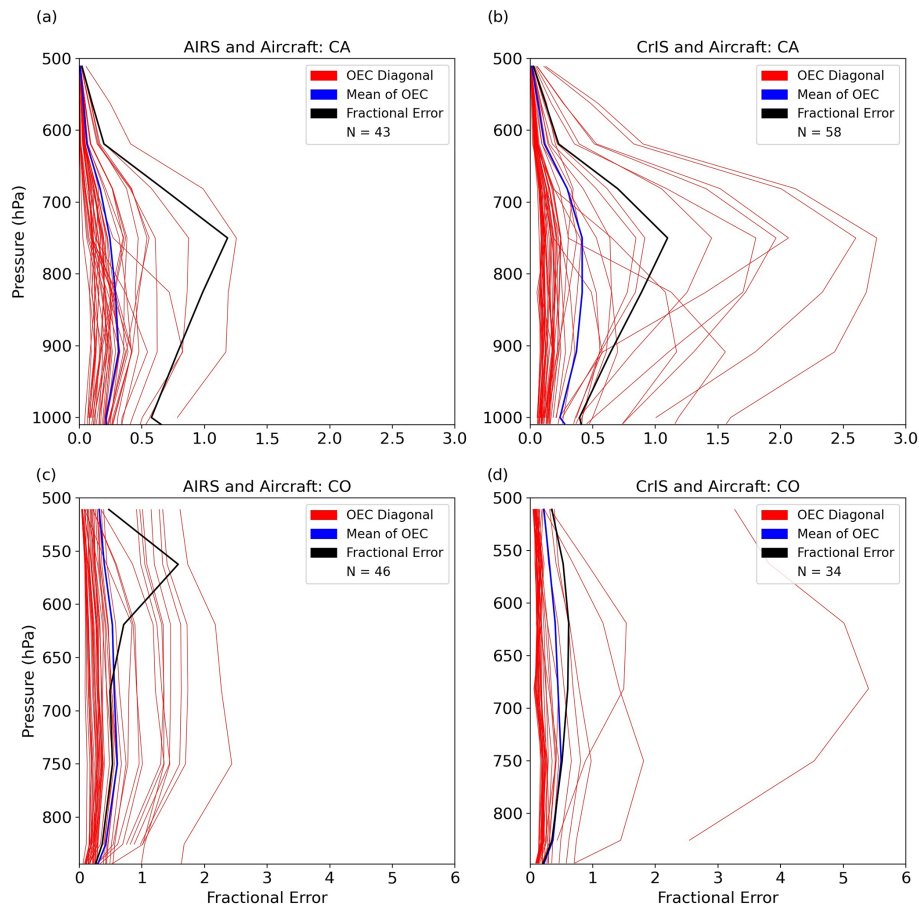 (a)
AIRS and Aircraft: CA
OEC Diagonal
Mean of OEC
Fractional Error
N = 43
500
600
700
800
900
1000
Pressure (hPa)
0.0 0.5 1.0 1.5 2.0 2.5 3.0
(b)
CrIS and Aircraft: CA
OEC Diagonal
Mean of OEC
Fractional Error
N = 58
500
600
700
800
900
1000
0.0 0.5 1.0 1.5 2.0 2.5 3.0
(c)
AIRS and Aircraft: CO
OEC Diagonal
Mean of OEC
Fractional Error
N = 46
500
550
600
650
700
750
800
Pressure (hPa)
0 1 2 3 4 5 6
Fractional Error
(d)
CrIS and Aircraft: CO
OEC Diagonal
Mean of OEC
Fractional Error
N = 34
500
550
600
650
700
750
800
0 1 2 3 4 5 6
Fractional Error